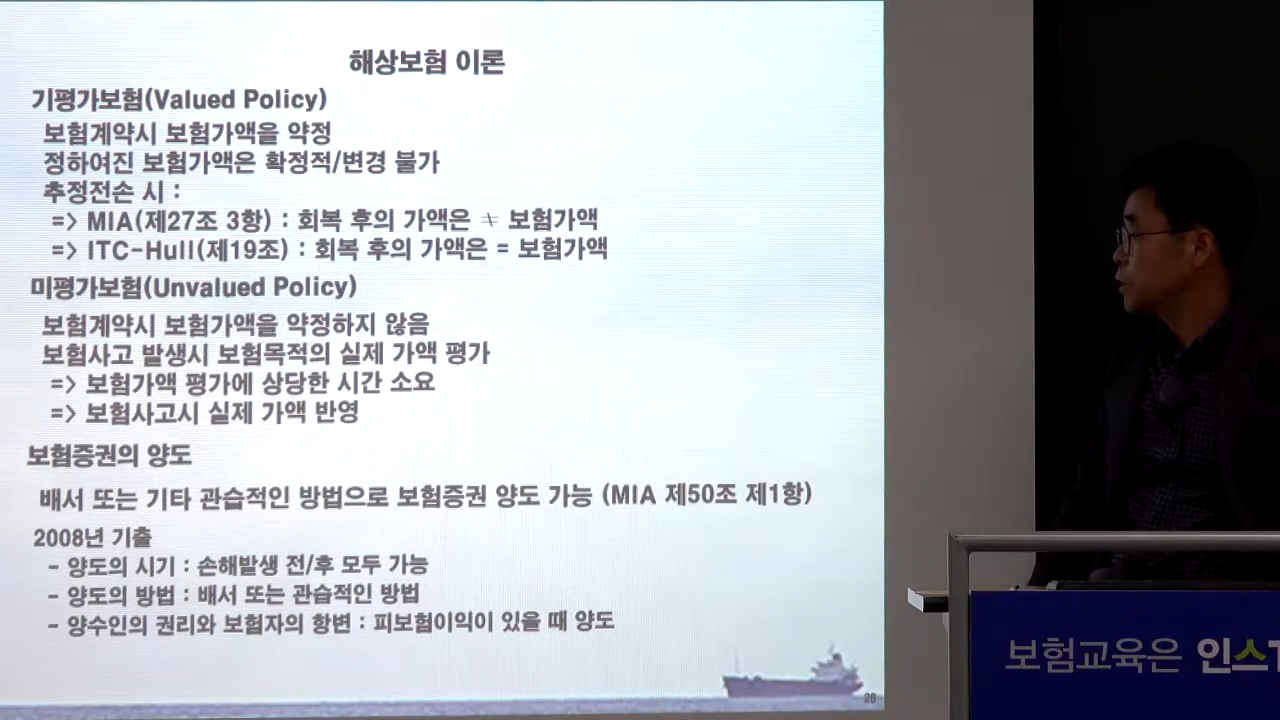 해상보험 이론
기평가보험(Valued Policy)
보험계약시 보험가액을 약정
정하여진 보험가액은 확정적/변경 불가
추정전손 시 :
=> MIA(제27조 3항) : 회복 후의 가액은 ≠ 보험가액
=> ITC-Hull(제19조) : 회복 후의 가액은 = 보험가액
미평가보험(Unvalued Policy)
보험계약시 보험가액을 약정하지 않음
보험사고 발생시 보험목적의 실제 가액 평가
=> 보험가액 평가에 상당한 시간 소요
=> 보험사고시 실제 가액 반영
보험증권의 양도
배서 또는 기타 관습적인 방법으로 보험증권 양도 가능 (MIA 제50조 제1항)
2008년 기출
- 양도의 시기 : 손해발생 전/후 모두 가능
- 양도의 방법 : 배서 또는 관습적인 방법
- 양수인의 권리와 보험자의 항변 : 피보험이익이 있을 때 양도
26
보험교육은 인스T